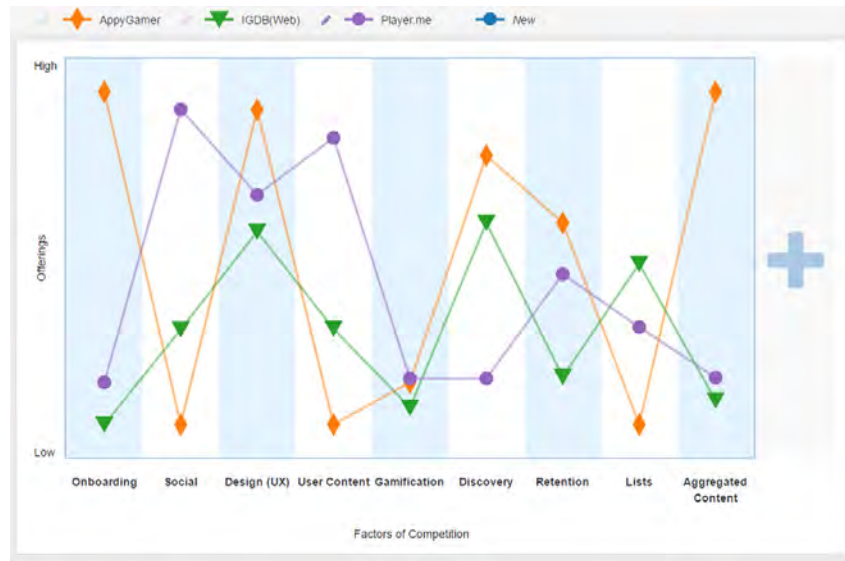 AppyGamer IGDB(Web) Player.me New
High
Offerings
Low
Onboarding Social Design (UX) User Content Gamification Discovery Retention Lists Aggregated
Content
Factors of Competition